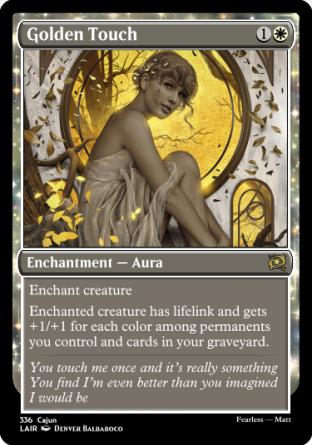 Golden Touch 1
Enchantment — Aura
Enchant creature
Enchanted creature has lifelink and gets
+1/+1 for each color among permanents
you control and cards in your graveyard.
You touch me once and it's really something
You find I'm even better than you imagined
I would be
336 Cajun
Fearless — Matt
LAIR DENVER BALBABOCO